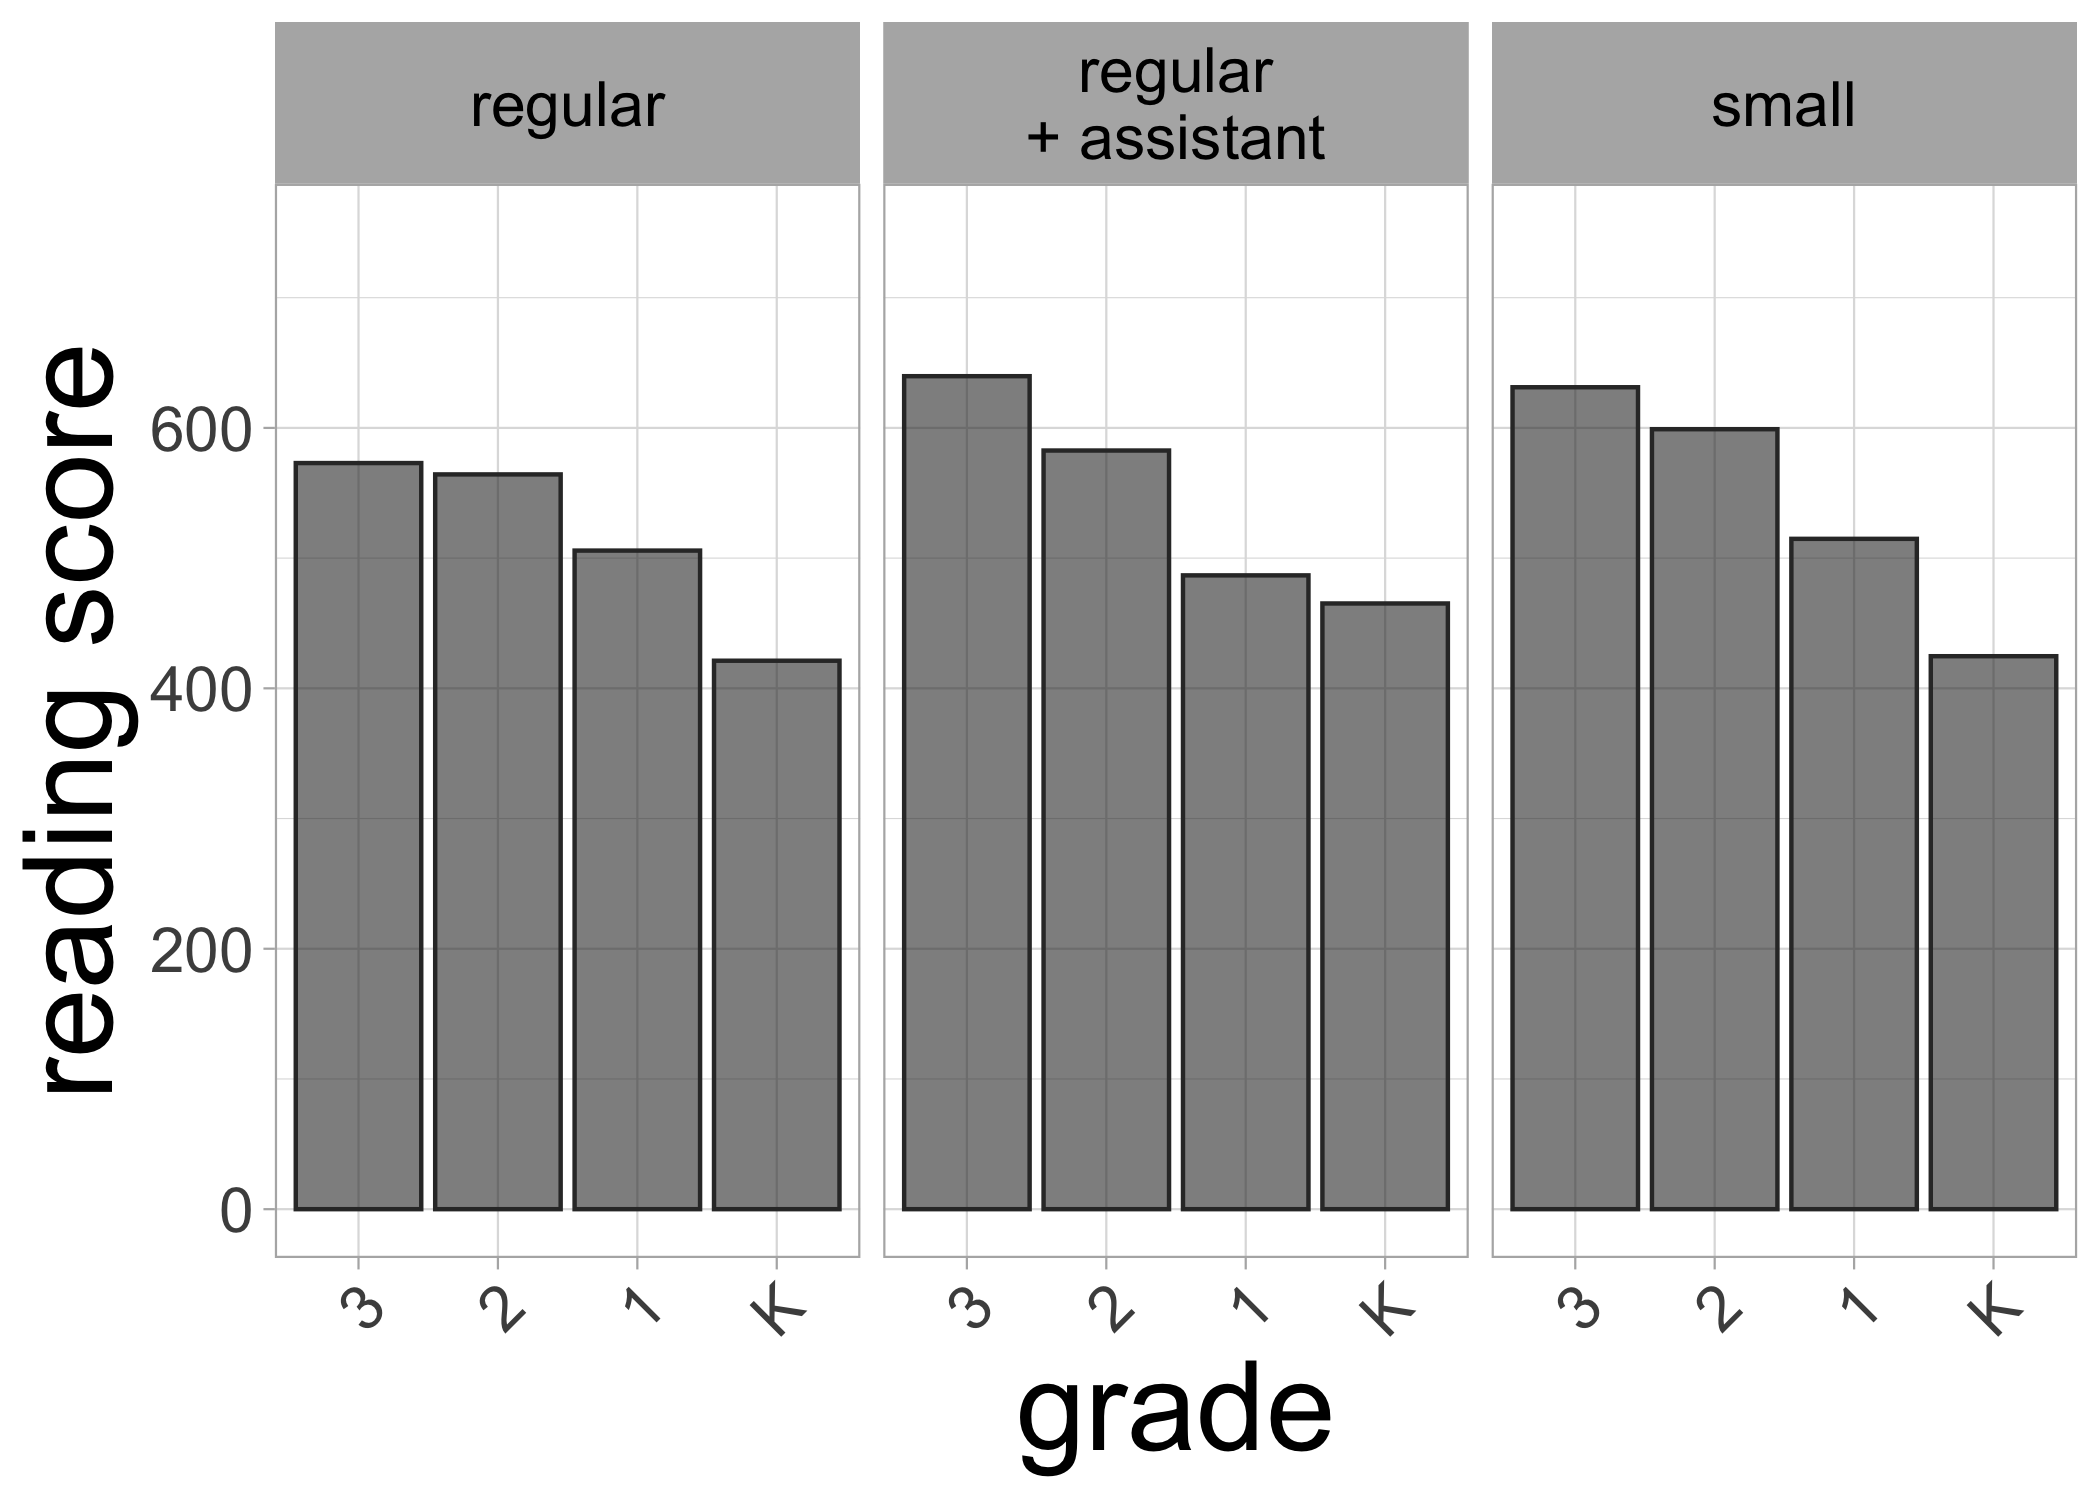 regular
regular
+ assistant
small
reading score
600
400
200
0
3 2 1 K
3 2 1 K
3 2 1 K
grade